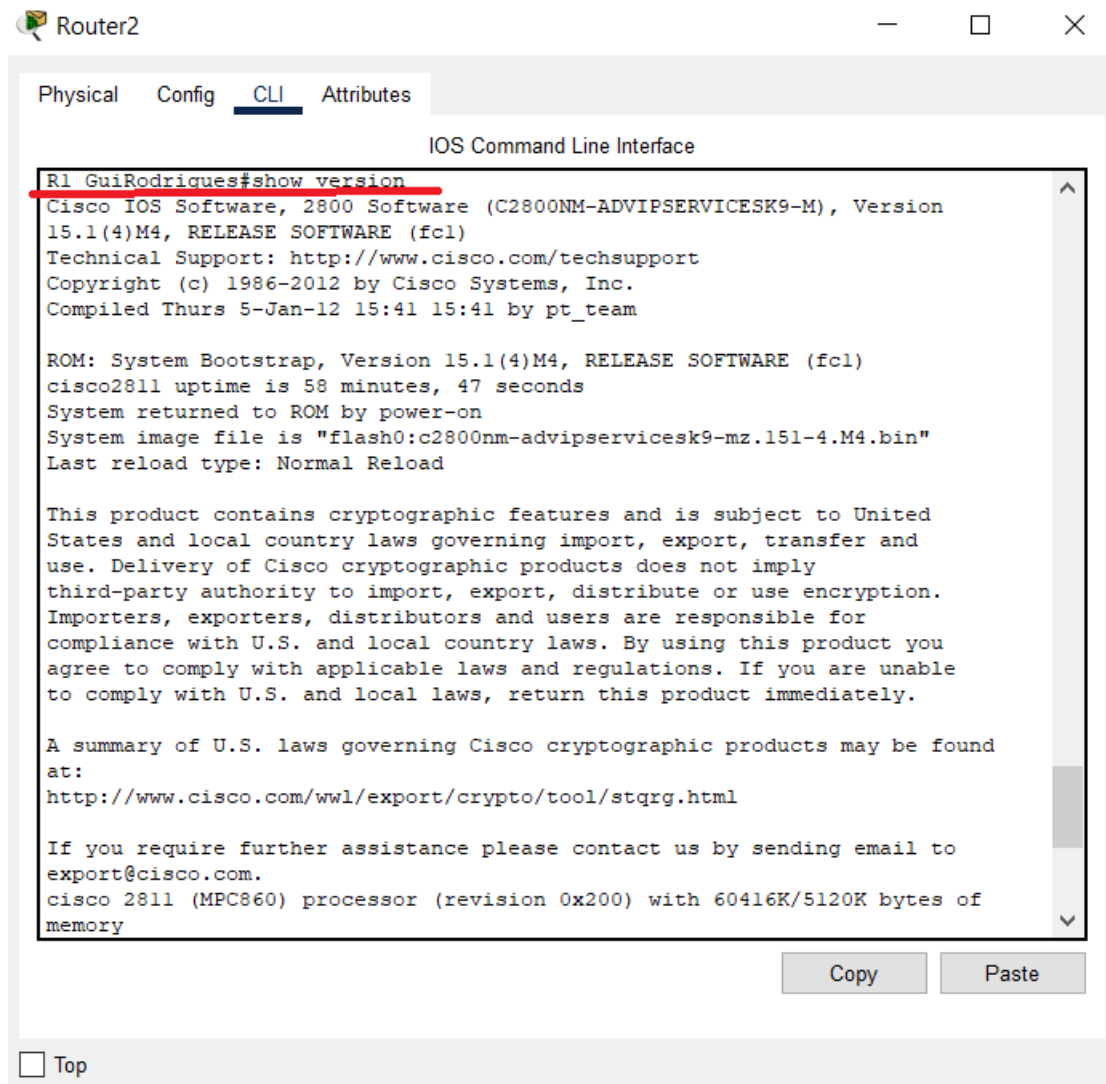 Router2
Physical Config CLI Attributes
IOS Command Line Interface
R1_GuiRodrigues#show version
Cisco IOS Software, 2800 Software (C2800NM-ADVIPSERVICESK9-M), Version
15.1(4)M4, RELEASE SOFTWARE (fc1)
Technical Support: http://www.cisco.com/techsupport
Copyright (c) 1986-2012 by Cisco Systems, Inc.
Compiled Thurs 5-Jan-12 15:41 15:41 by pt_team
ROM: System Bootstrap, Version 15.1(4)M4, RELEASE SOFTWARE (fc1)
cisco2811 uptime is 58 minutes, 47 seconds
System returned to ROM by power-on
System image file is "flash0:c2800nm-advipservicesk9-mz.151-4.M4.bin"
Last reload type: Normal Reload
This product contains cryptographic features and is subject to United
States and local country laws governing import, export, transfer and
use. Delivery of Cisco cryptographic products does not imply
third-party authority to import, export, distribute or use encryption.
Importers, exporters, distributors and users are responsible for
compliance with U.S. and local country laws. By using this product you
agree to comply with applicable laws and regulations. If you are unable
to comply with U.S. and local laws, return this product immediately.
A summary of U.S. laws governing Cisco cryptographic products may be found
at:
http://www.cisco.com/wwl/export/crypto/tool/stqrg.html
If you require further assistance please contact us by sending email to
export@cisco.com.
cisco 2811 (MPC860) processor (revision 0x200) with 60416K/5120K bytes of
memory
Copy Paste
Top